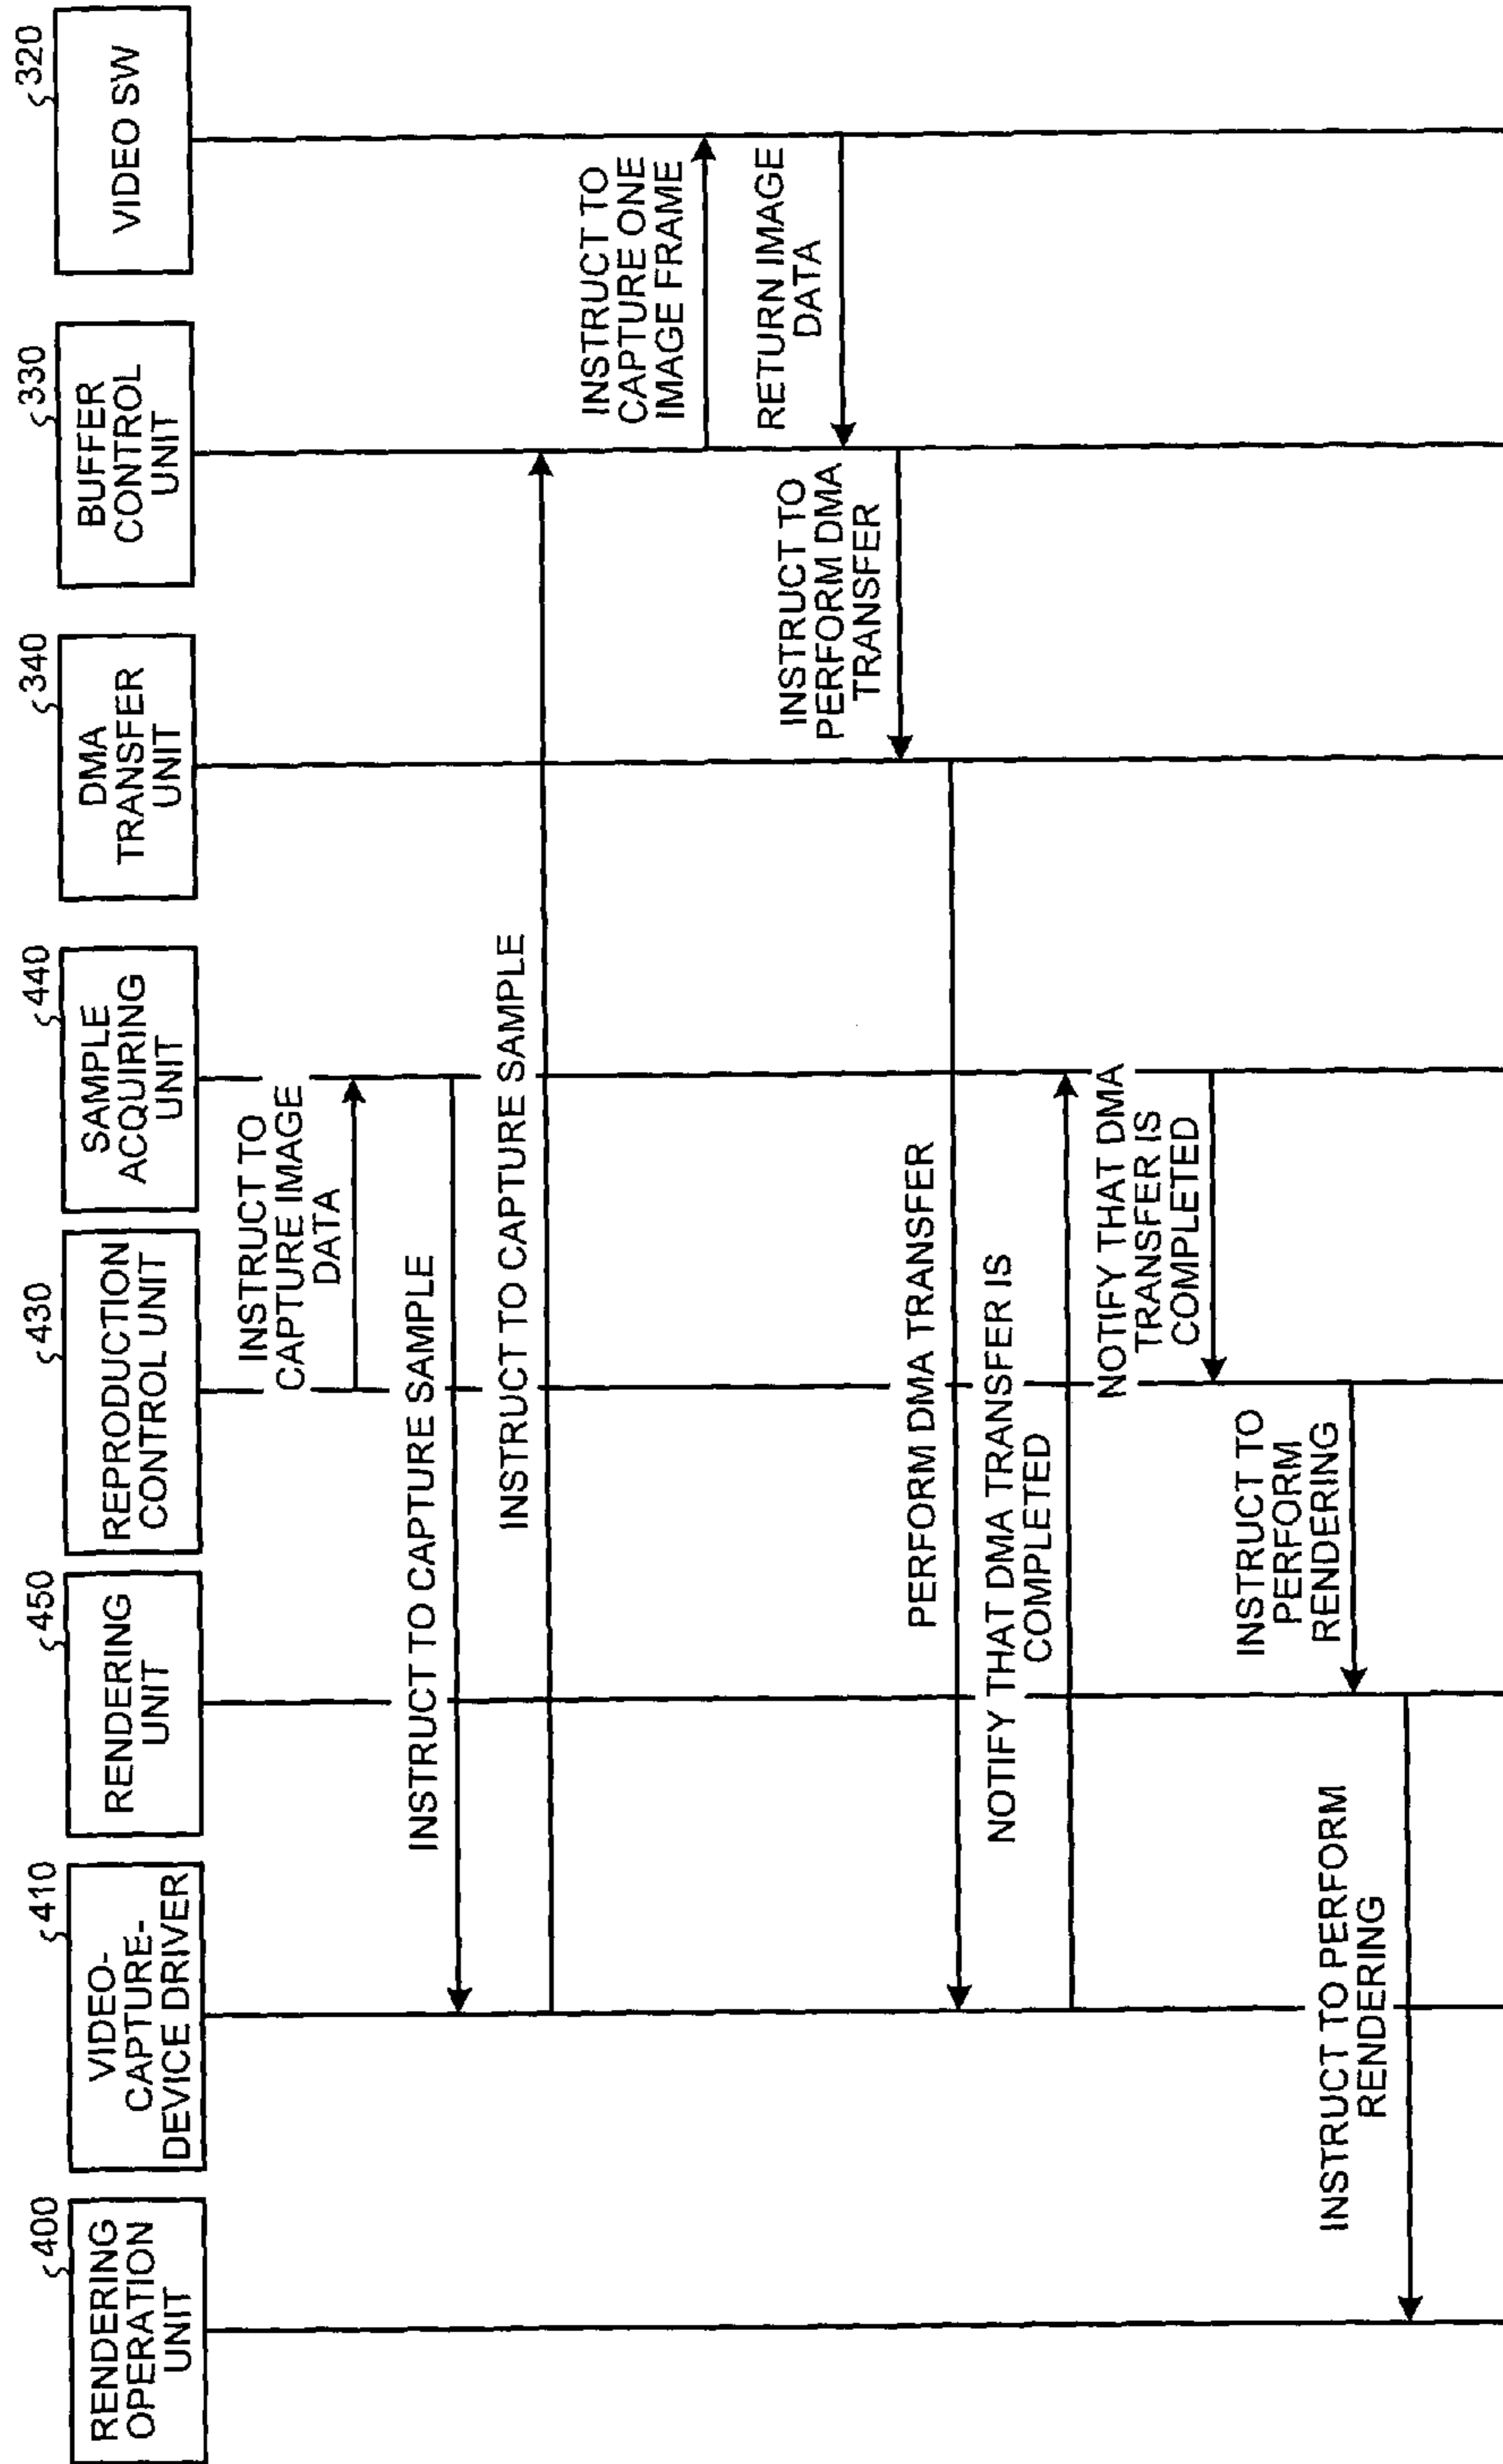 RENDERING
OPERATION
UNIT
400
VIDEO-
CAPTURE-
DEVICE DRIVER
410
RENDERING
UNIT
450
REPRODUCTION
CONTROL UNIT
430
SAMPLE
ACQUIRING
UNIT
440
DMA
TRANSFER
UNIT
340
BUFFER
CONTROL
UNIT
330
VIDEO SW
320
INSTRUCT TO
CAPTURE IMAGE
DATA
INSTRUCT TO CAPTURE SAMPLE
INSTRUCT TO CAPTURE SAMPLE
INSTRUCT TO
CAPTURE ONE
IMAGE FRAME
RETURN IMAGE
DATA
INSTRUCT TO
PERFORM DMA
TRANSFER
PERFORM DMA TRANSFER
NOTIFY THAT DMA TRANSFER IS
COMPLETED
NOTIFY THAT DMA
TRANSFER IS
COMPLETED
INSTRUCT TO
PERFORM
RENDERING
INSTRUCT TO PERFORM
RENDERING